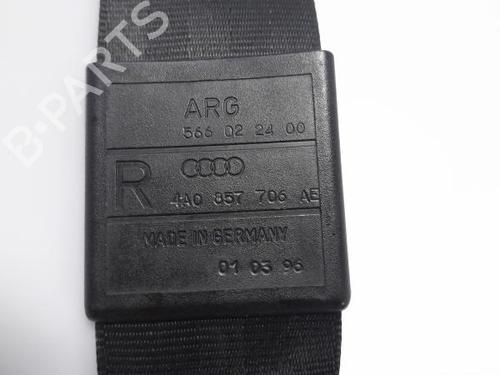 B-PARTS
ARG
566 02 24 00
R
4A0 857 706 AE
MADE IN GERMANY
01 03 96